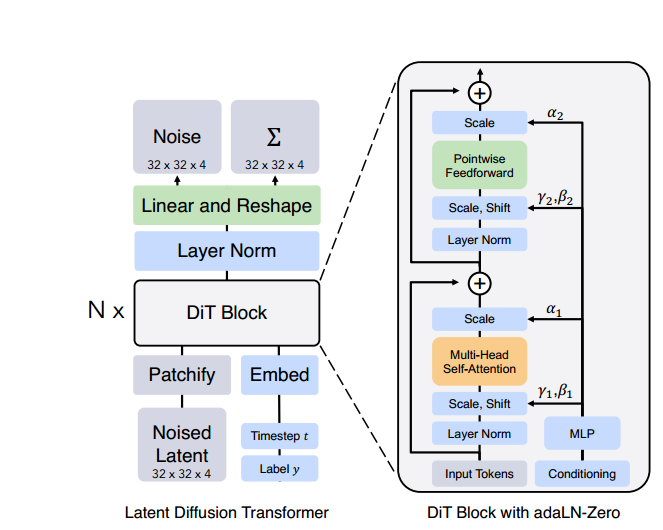 Noise
32 x 32 x 4
Σ
32 x 32 x 4
Linear and Reshape
Layer Norm
N x
DiT Block
Patchify
Embed
Noised
Latent
32 x 32 x 4
Timestep t
Label y
Latent Diffusion Transformer
+
Scale
α₂
Pointwise
Feedforward
γ₂,β₂
Scale, Shift
Layer Norm
+
Scale
α₁
Multi-Head
Self-Attention
γ₁,β₁
Scale, Shift
Layer Norm
MLP
Input Tokens
Conditioning
DiT Block with adaLN-Zero